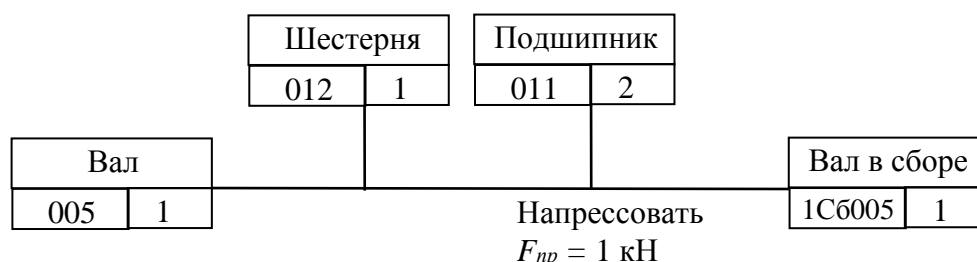 Шестерня
012 1
Подшипник
011 2
Вал
005 1
Вал в сборе
1Сб005 1
Напрессовать
Fпр = 1 кН